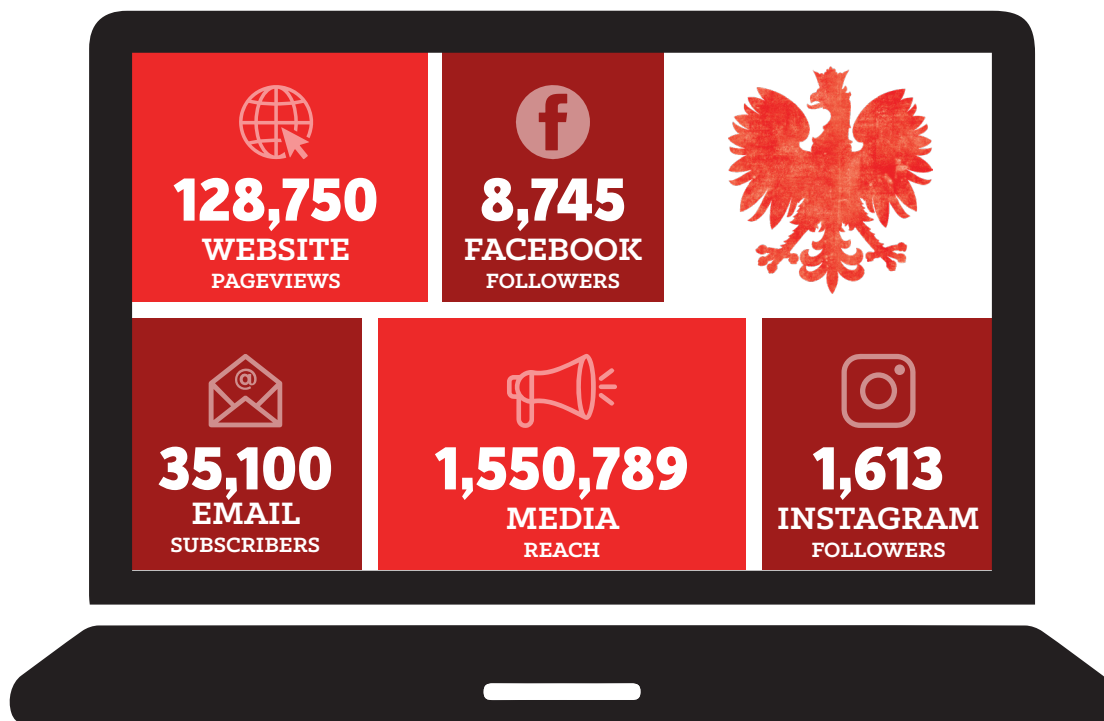 128,750
WEBSITE
PAGEVIEWS
8,745
FACEBOOK
FOLLOWERS
@
35,100
EMAIL
SUBSCRIBERS
1,550,789
MEDIA
REACH
1,613
INSTAGRAM
FOLLOWERS